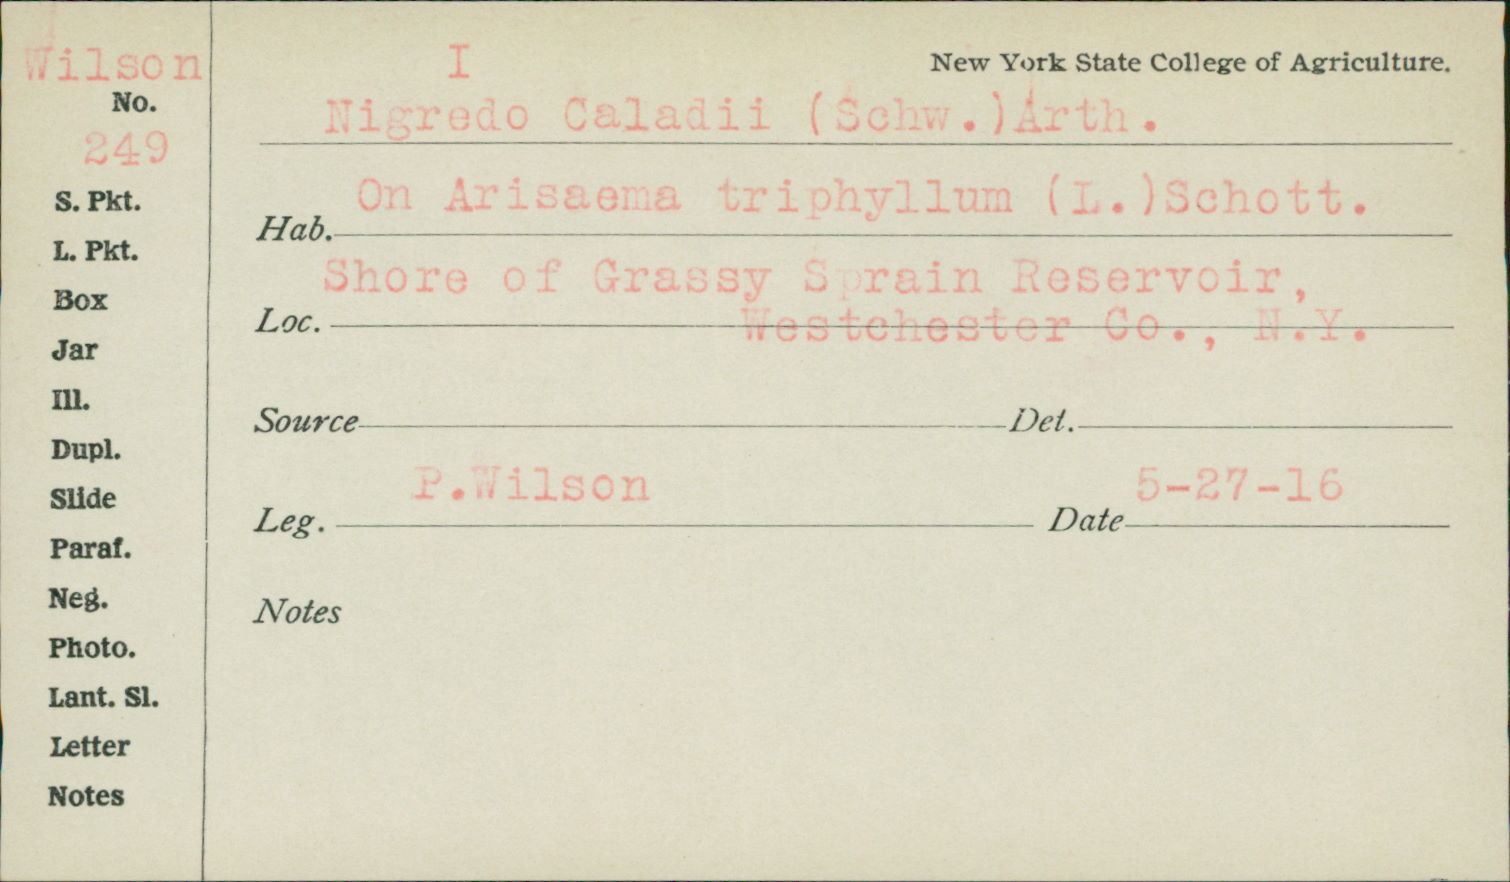 Wilson
No.
249
S. Pkt.
L. Pkt.
Box
Jar
Ill.
Dupl.
Slide
Paraf.
Neg.
Photo.
Lant. Sl.
Letter
Notes
I
New York State College of Agriculture.
Nigredo Caladii (Schw.)Arth.
On Arisaema triphyllum (L.)Schott.
Hab.
Shore of Grassy Sprain Reservoir,
Loc.
Westchester Co., N.Y.
Source Det.
P.Wilson 5-27-16
Leg. Date
Notes